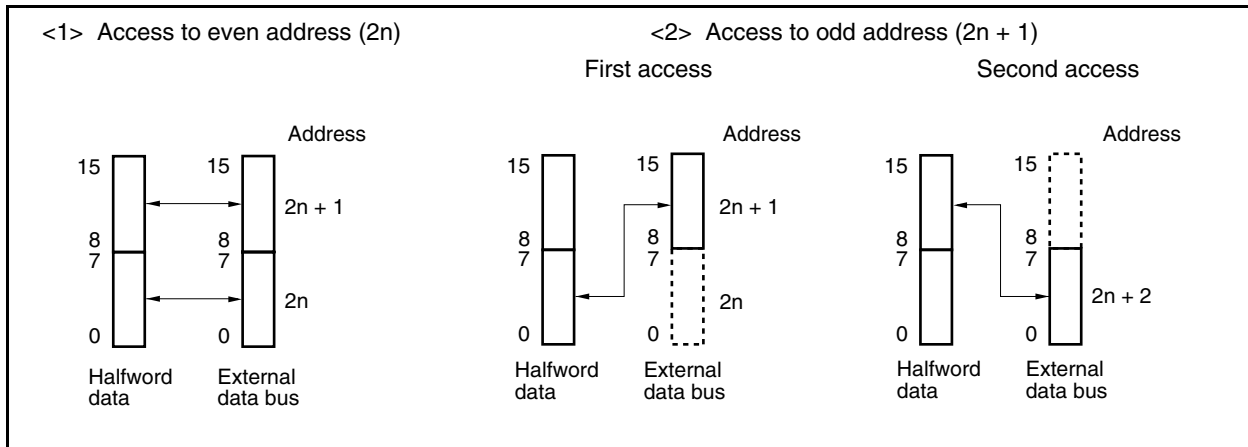 <1> Access to even address (2n)
<2> Access to odd address (2n + 1)
First access
Second access
Address
15
15
2n + 1
8
8
7
7
2n
0
0
Halfword
data
External
data bus
Address
15
15
2n + 1
8
8
7
7
2n
0
0
Halfword
data
External
data bus
Address
15
15
8
8
7
7
2n + 2
0
0
Halfword
data
External
data bus